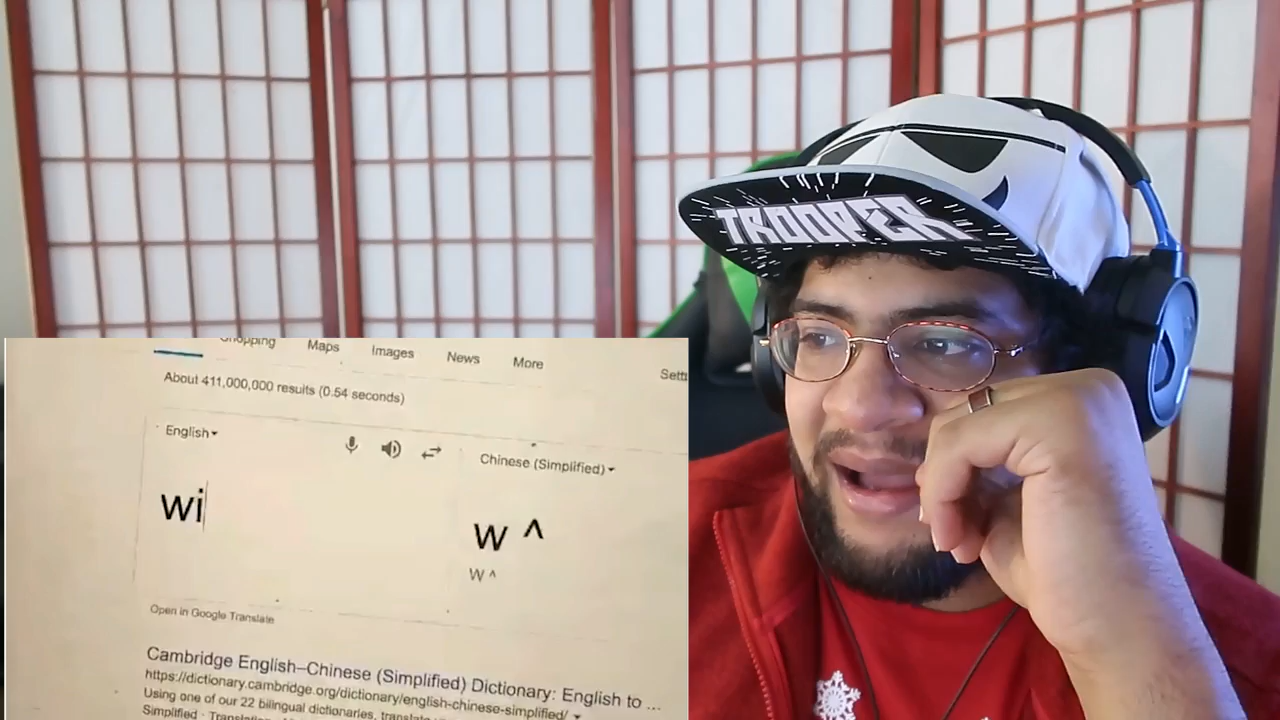 TROOPER
Shopping Maps Images News More
About 411,000,000 results (0.54 seconds)
English
Chinese (Simplified)
wi
w ^
w ^
Open in Google Translate
Cambridge English–Chinese (Simplified) Dictionary: English to ...
https://dictionary.cambridge.org/dictionary/english-chinese-simplified/
Using one of our 22 bilingual dictionaries, translate
Simplified · Translation